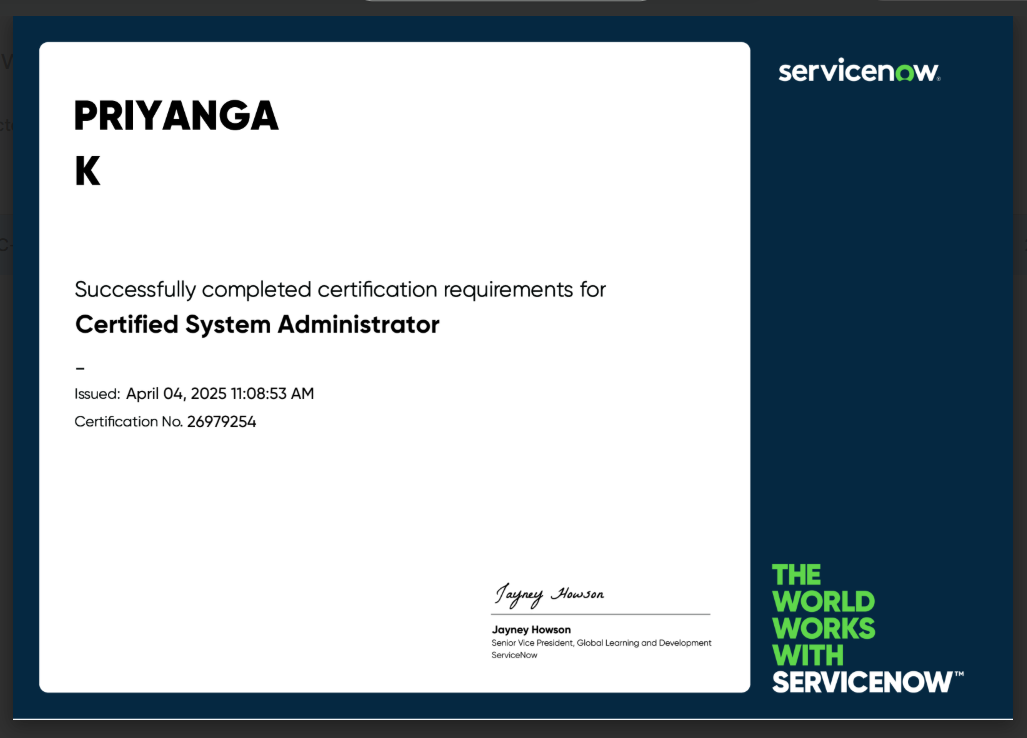 PRIYANGA
K
Successfully completed certification requirements for
Certified System Administrator
–
Issued: April 04, 2025 11:08:53 AM
Certification No. 26979254
Jayney Howson
Jayney Howson
Senior Vice President, Global Learning and Development
ServiceNow
servicenow®
THE
WORLD
WORKS
WITH
SERVICENOW™